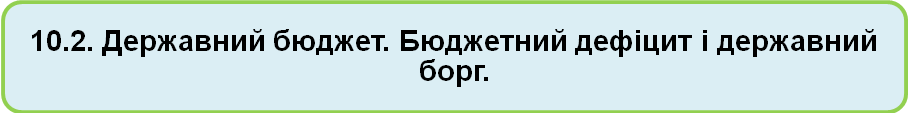 10.2. Державний бюджет. Бюджетний дефіцит і державний
борг.